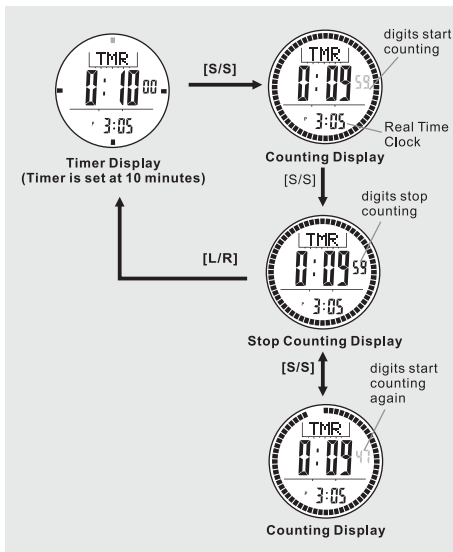 TMR
0:10 00
P 3:05
Timer Display
(Timer is set at 10 minutes)
[S/S]
TMR
0:09 59
P 3:05
digits start
counting
Real Time
Clock
Counting Display
[S/S]
digits stop
counting
TMR
0:09 59
P 3:05
[L/R]
Stop Counting Display
[S/S]
digits start
counting
again
TMR
0:09 47
P 3:05
Counting Display